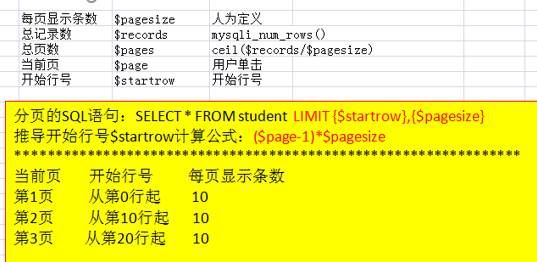 每页显示条数 $pagesize 人为定义
总记录数 $records mysqli_num_rows()
总页数 $pages ceil($records/$pagesize)
当前页 $page 用户单击
开始行号 $startrow 开始行号
分页的SQL语句：SELECT * FROM student LIMIT {$startrow},{$pagesize}
推导开始行号$startrow计算公式：($page-1)*$pagesize
****************************************************************
当前页 开始行号 每页显示条数
第1页 从第0行起 10
第2页 从第10行起 10
第3页 从第20行起 10